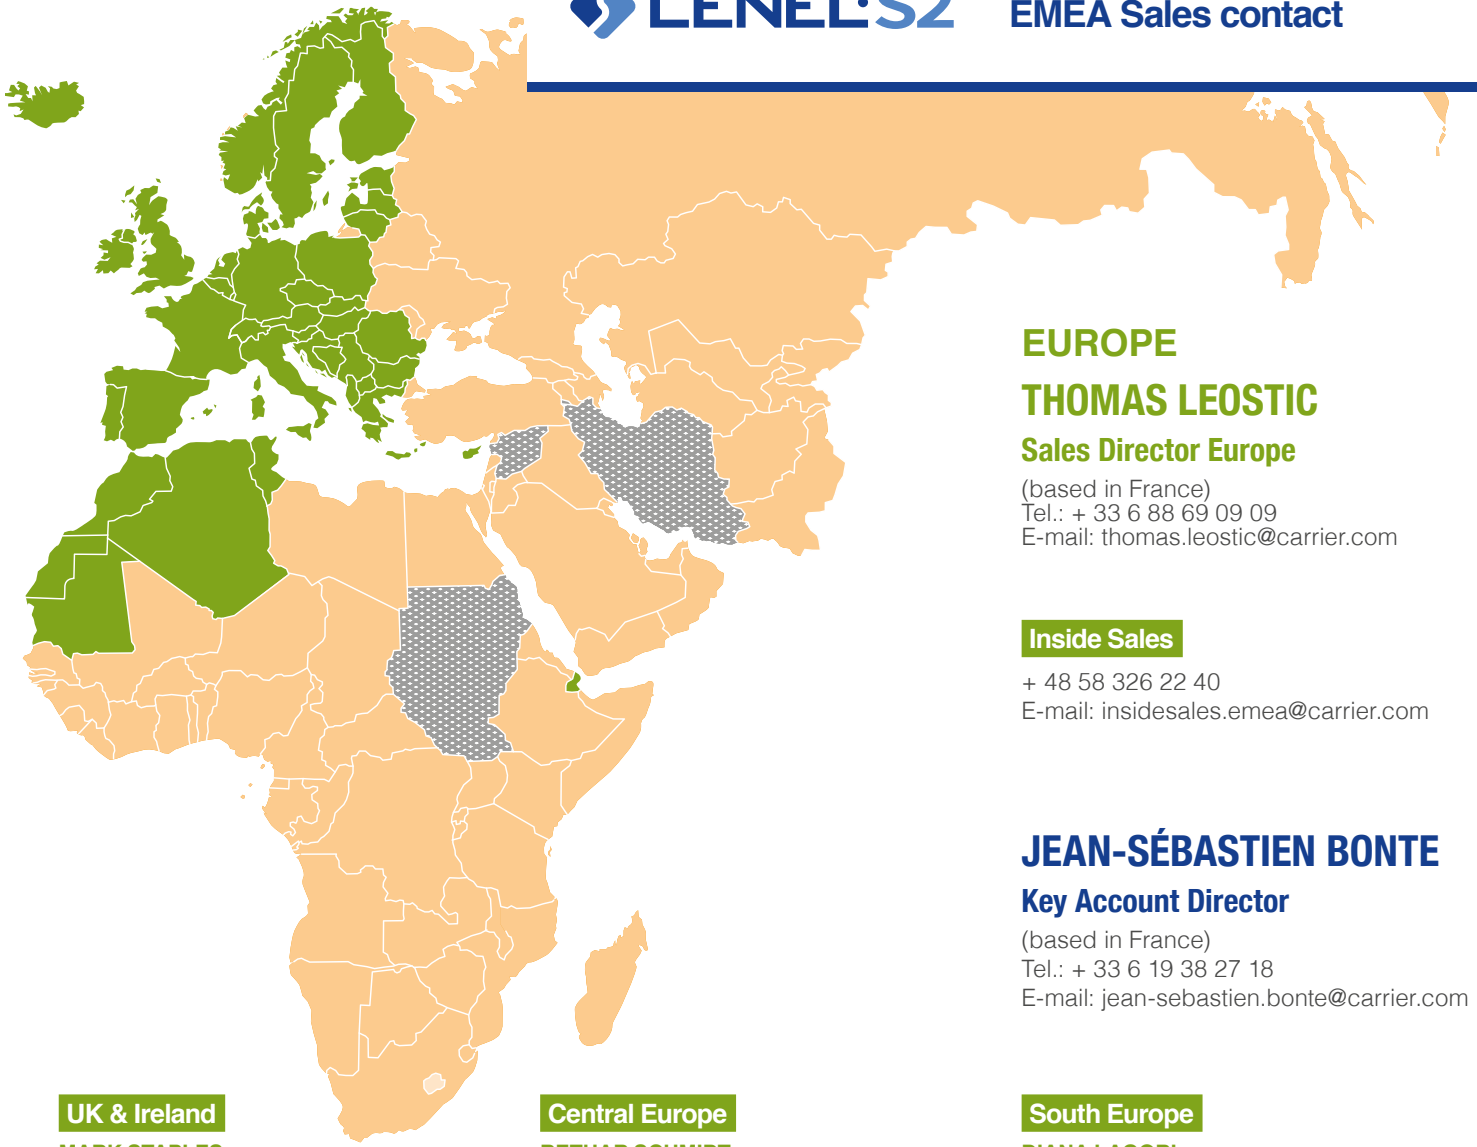 LENEL·S2
EMEA Sales contact
EUROPE
THOMAS LEOSTIC
Sales Director Europe
(based in France)
Tel.: + 33 6 88 69 09 09
E-mail: thomas.leostic@carrier.com
Inside Sales
+ 48 58 326 22 40
E-mail: insidesales.emea@carrier.com
JEAN-SÉBASTIEN BONTE
Key Account Director
(based in France)
Tel.: + 33 6 19 38 27 18
E-mail: jean-sebastien.bonte@carrier.com
UK & Ireland
Central Europe
South Europe